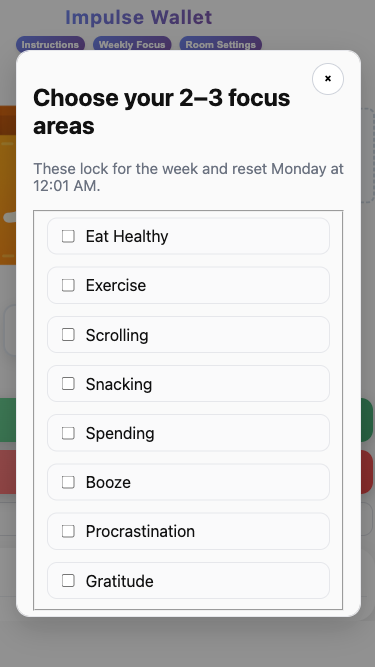 Impulse Wallet
Instructions
Weekly Focus
Room Settings
×
Choose your 2–3 focus
areas
These lock for the week and reset Monday at
12:01 AM.
Eat Healthy
Exercise
Scrolling
Snacking
Spending
Booze
Procrastination
Gratitude